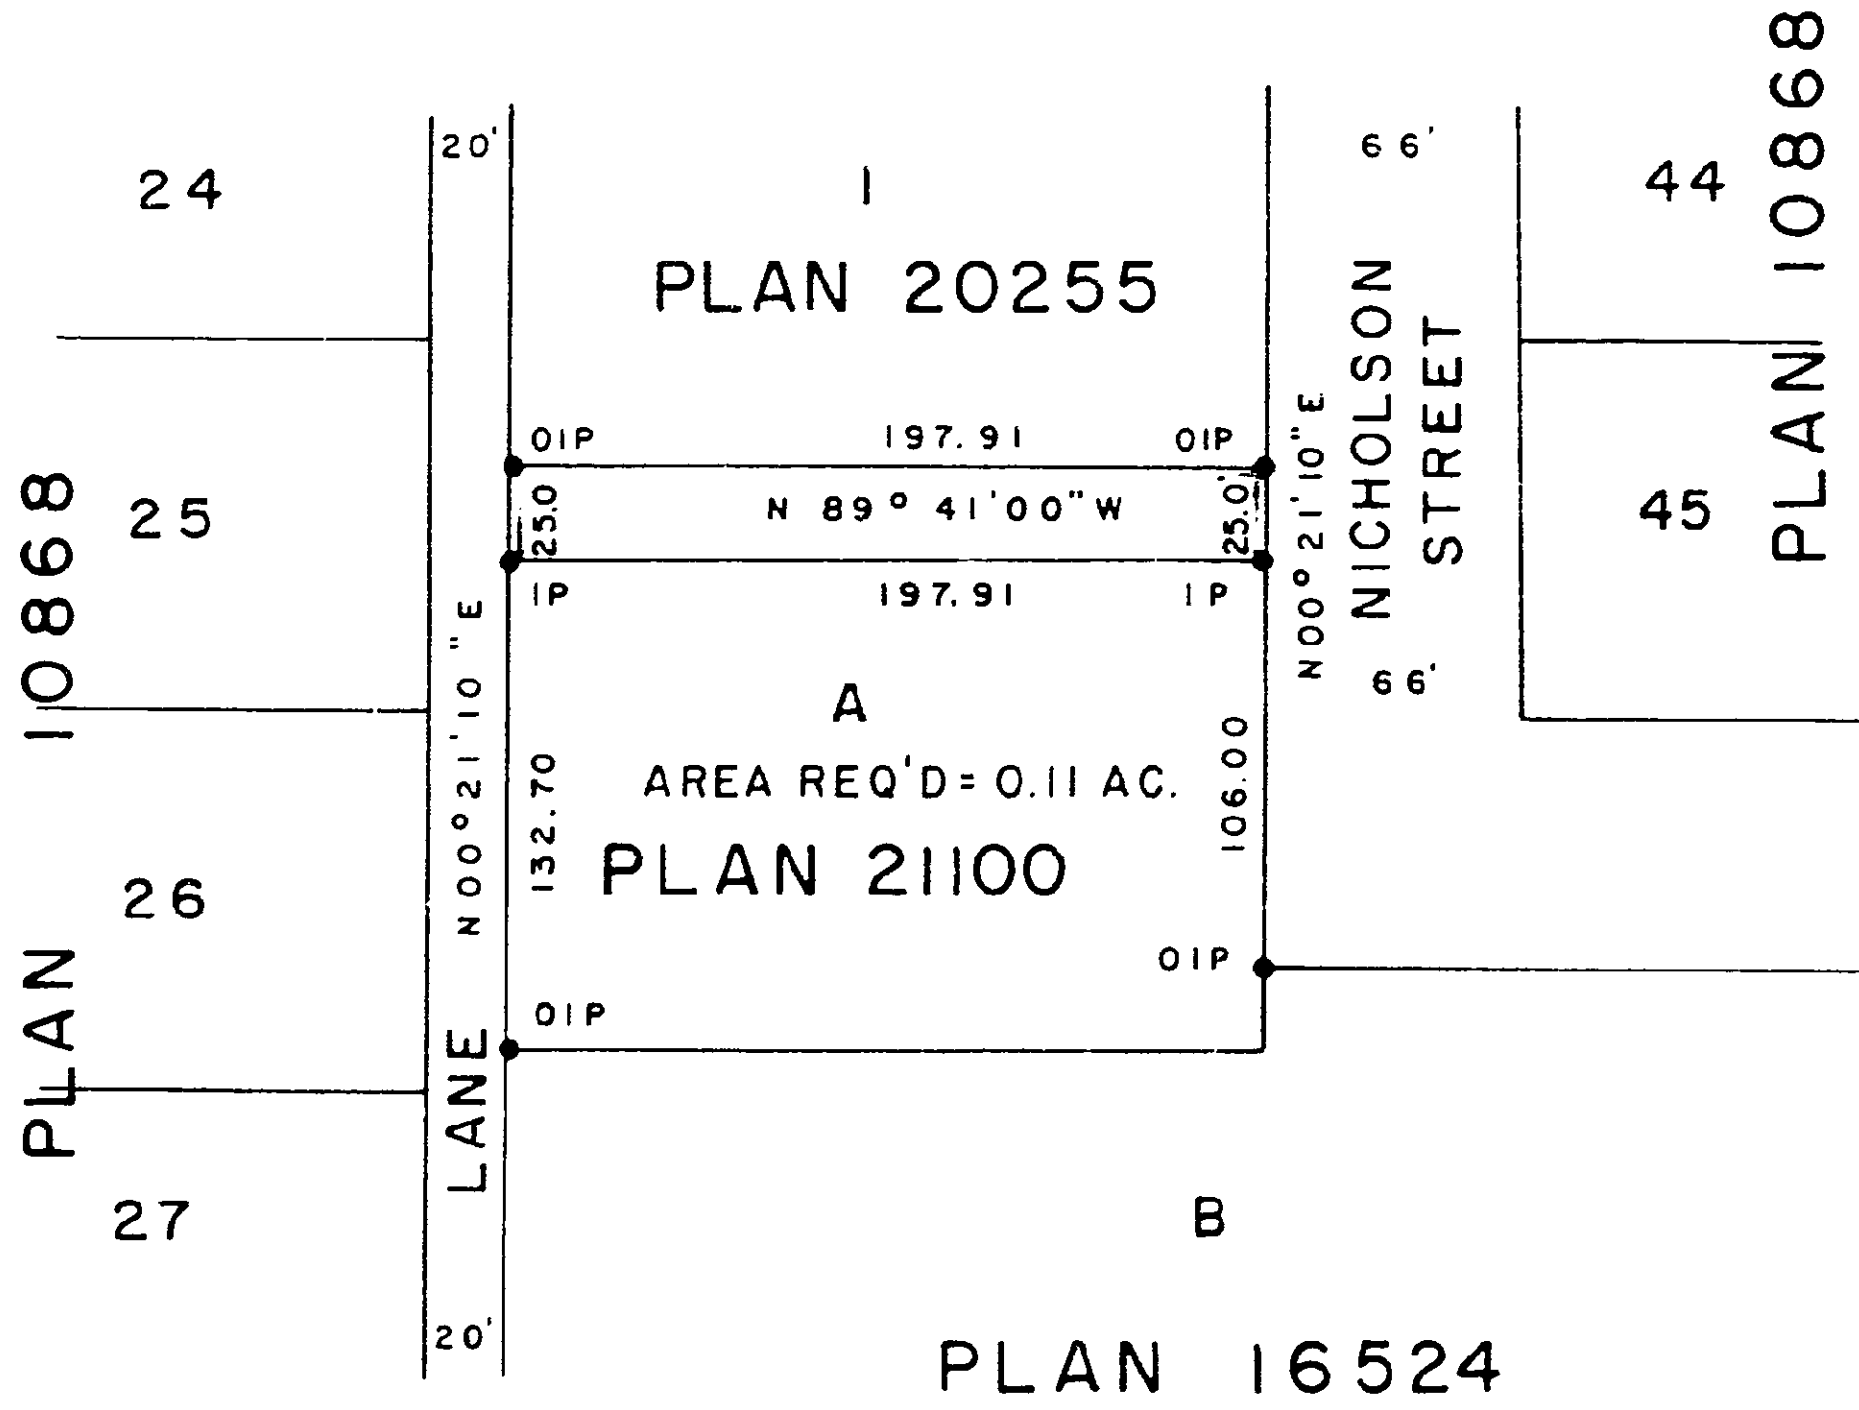 20'
66'
24
1
44
PLAN 10868
PLAN 20255
NICHOLSON
STREET
N00°21'10"E
OIP 197.91 OIP
25.0'
N 89° 41'00"W
25.0'
25
45
PLAN 10868
IP 197.91 IP
66'
N00°21'10"E
A
132.70
106.00
AREA REQ'D = 0.11 AC.
PLAN 21100
26
OIP
OIP
LANE
27
B
20'
PLAN 16524